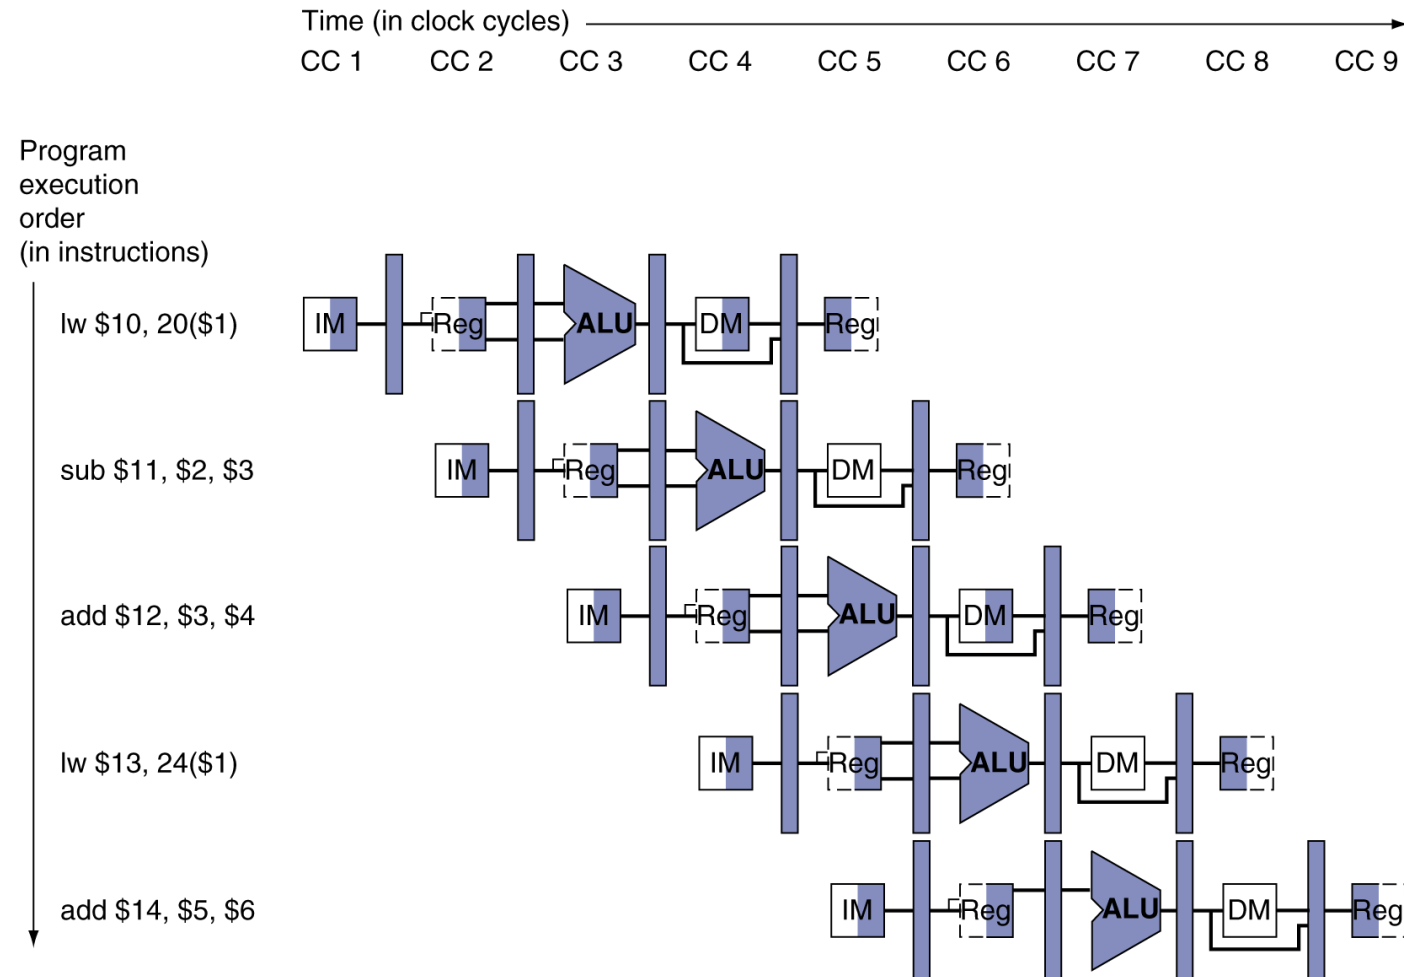 Time (in clock cycles)
CC 1 CC 2 CC 3 CC 4 CC 5 CC 6 CC 7 CC 8 CC 9
Program
execution
order
(in instructions)
lw $10, 20($1) IM Reg ALU DM Reg
sub $11, $2, $3 IM Reg ALU DM Reg
add $12, $3, $4 IM Reg ALU DM Reg
lw $13, 24($1) IM Reg ALU DM Reg
add $14, $5, $6 IM Reg ALU DM Reg